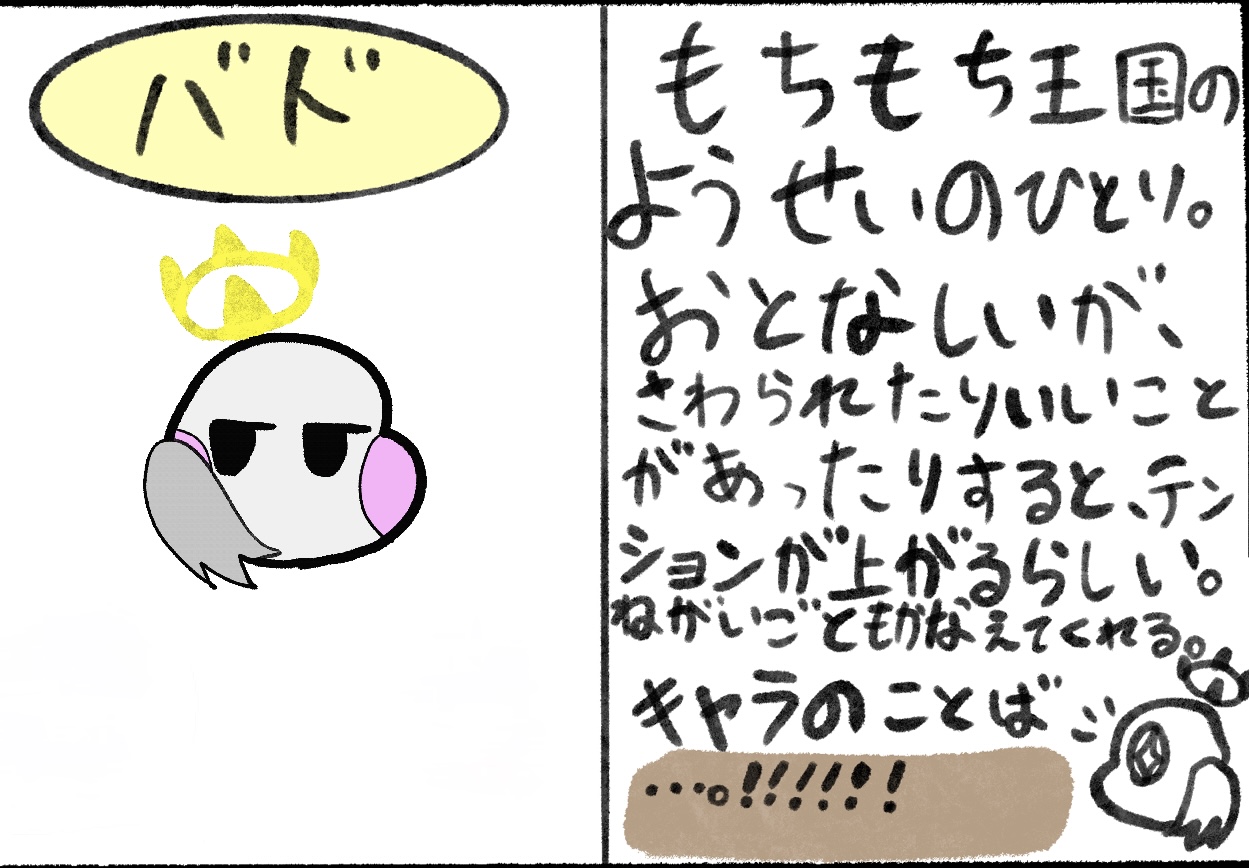 バド
もちもち王国の
ようせいのひとり。
おとなしいが、
さわられたりいいこと
があったりすると、テン
ションが上がるらしい。
ねがいごともかなえてくれる。
キャラのことば
・・・。!!!!!!